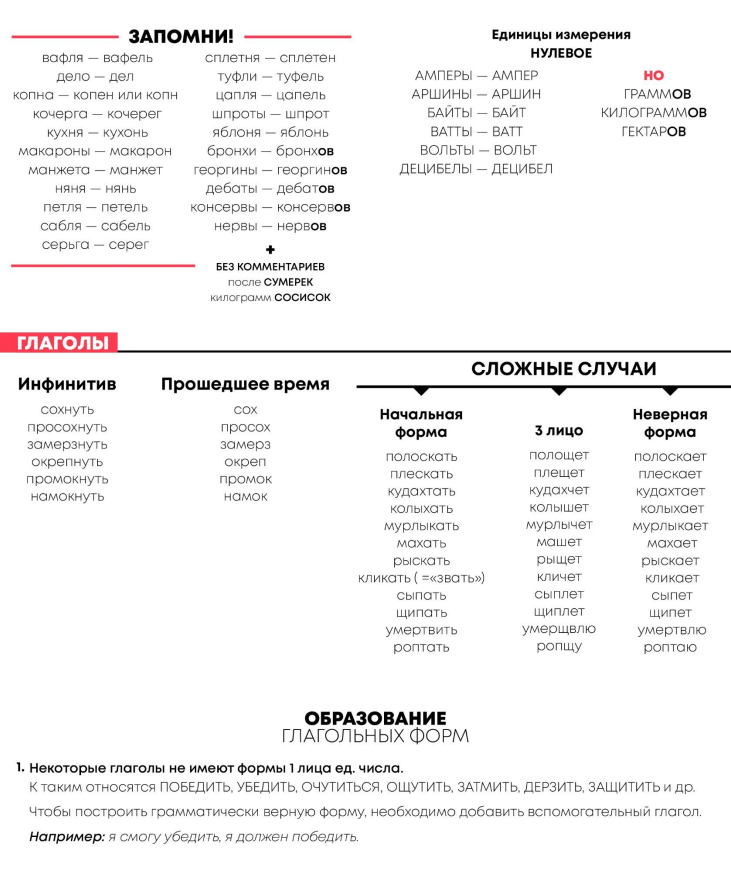 ЗАПОМНИ!
вафля — вафель
дело — дел
копна — копен или копн
кочерга — кочерег
кухня — кухонь
макароны — макарон
манжета — манжет
няня — нянь
петля — петель
сабля — сабель
серьга — серег
сплетня — сплетен
туфли — туфель
цапля — цапель
шпроты — шпрот
яблоня — яблонь
бронхи — бронхов
георгины — георгинов
дебаты — дебатов
консервы — консервов
нервы — нервов
+
БЕЗ КОММЕНТАРИЕВ
после СУМЕРЕК
килограмм СОСИСОК
Единицы измерения
НУЛЕВОЕ
АМПЕРЫ — АМПЕР
АРШИНЫ — АРШИН
БАЙТЫ — БАЙТ
ВАТТЫ — ВАТТ
ВОЛЬТЫ — ВОЛЬТ
ДЕЦИБЕЛЫ — ДЕЦИБЕЛ
НО
ГРАММОВ
КИЛОГРАММОВ
ГЕКТАРОВ
ГЛАГОЛЫ
Инфинитив
сохнуть
просохнуть
замерзнуть
окрепнуть
промокнуть
намокнуть
Прошедшее время
сох
просох
замерз
окреп
промок
намок
СЛОЖНЫЕ СЛУЧАИ
Начальная
форма
полоскать
плескать
кудахтать
колыхать
мурлыкать
махать
рыскать
кликать ( =«звать»)
сыпать
щипать
умертвить
роптать
3 лицо
полощет
плещет
кудахчет
колышет
мурлычет
машет
рыщет
кличет
сыплет
щиплет
умерщвлю
ропщу
Неверная
форма
полоскает
плескает
кудахтает
колыхает
мурлыкает
махает
рыскает
кликает
сыпет
щипет
умертвлю
роптаю
ОБРАЗОВАНИЕ
ГЛАГОЛЬНЫХ ФОРМ
1. Некоторые глаголы не имеют формы 1 лица ед. числа.
К таким относятся ПОБЕДИТЬ, УБЕДИТЬ, ОЧУТИТЬСЯ, ОЩУТИТЬ, ЗАТМИТЬ, ДЕРЗИТЬ, ЗАЩИТИТЬ и др.
Чтобы построить грамматически верную форму, необходимо добавить вспомогательный глагол.
Например: я смогу убедить, я должен победить.